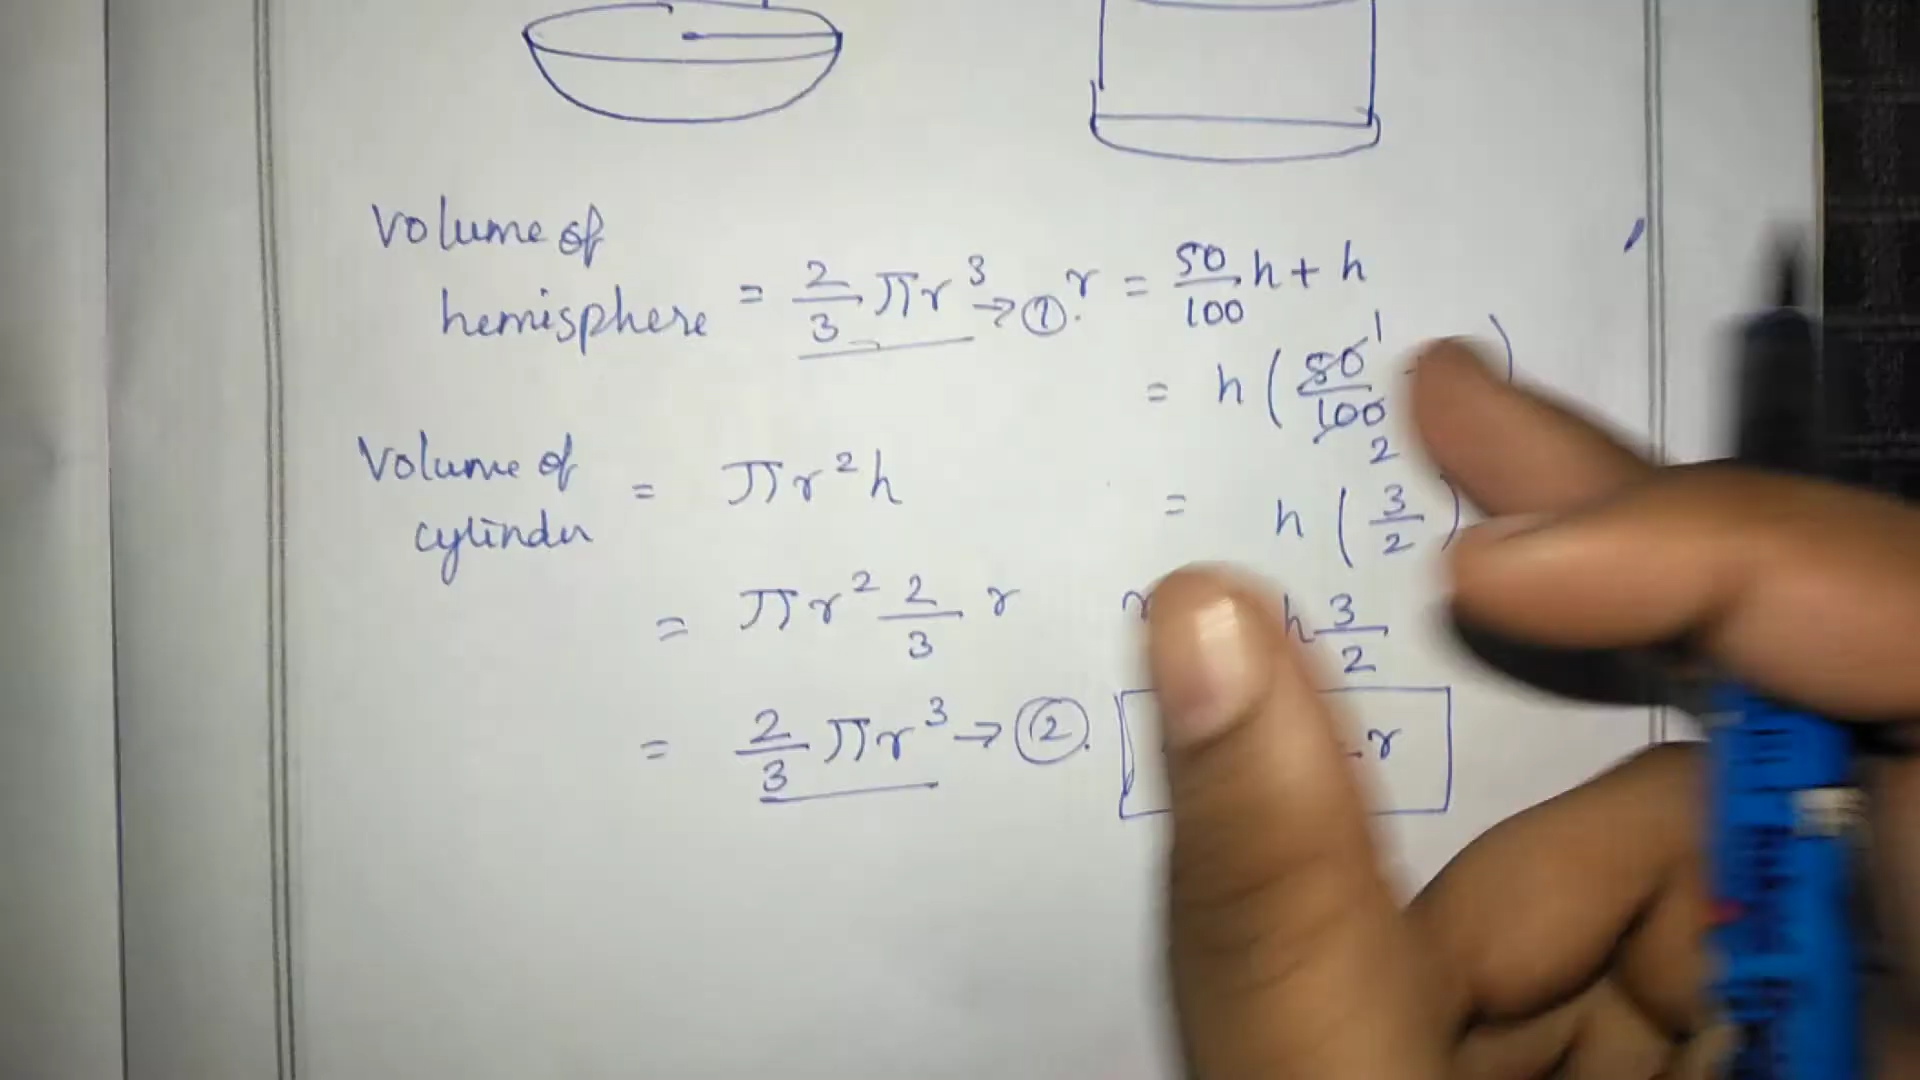 Volume of
hemisphere = 2/3 πr³ → ①.
r = 50/100 h + h
= h ( 50/100 1 2 )
Volume of
cylinder = πr²h
= h ( 3/2 )
= πr² 2/3 r
r h 3/2
= 2/3 πr³ → ②.
r